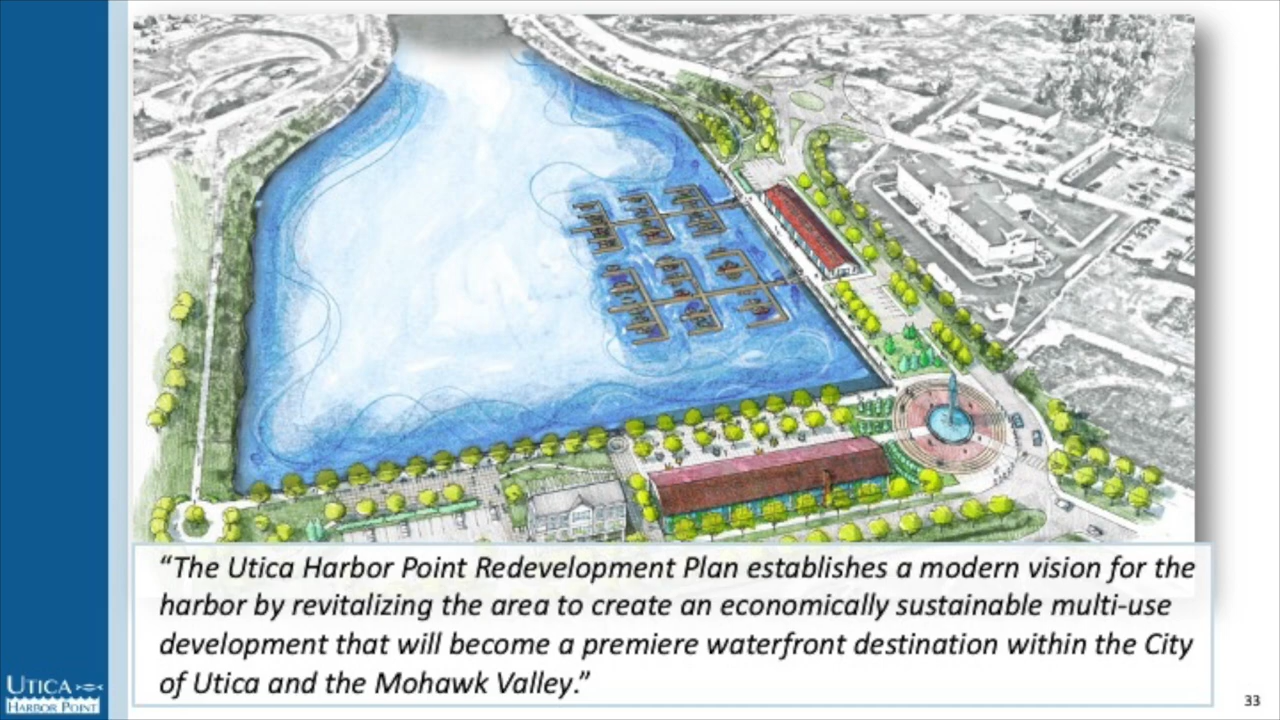 “The Utica Harbor Point Redevelopment Plan establishes a modern vision for the
harbor by revitalizing the area to create an economically sustainable multi-use
development that will become a premiere waterfront destination within the City
of Utica and the Mohawk Valley.”
UTICA
HARBOR POINT
33